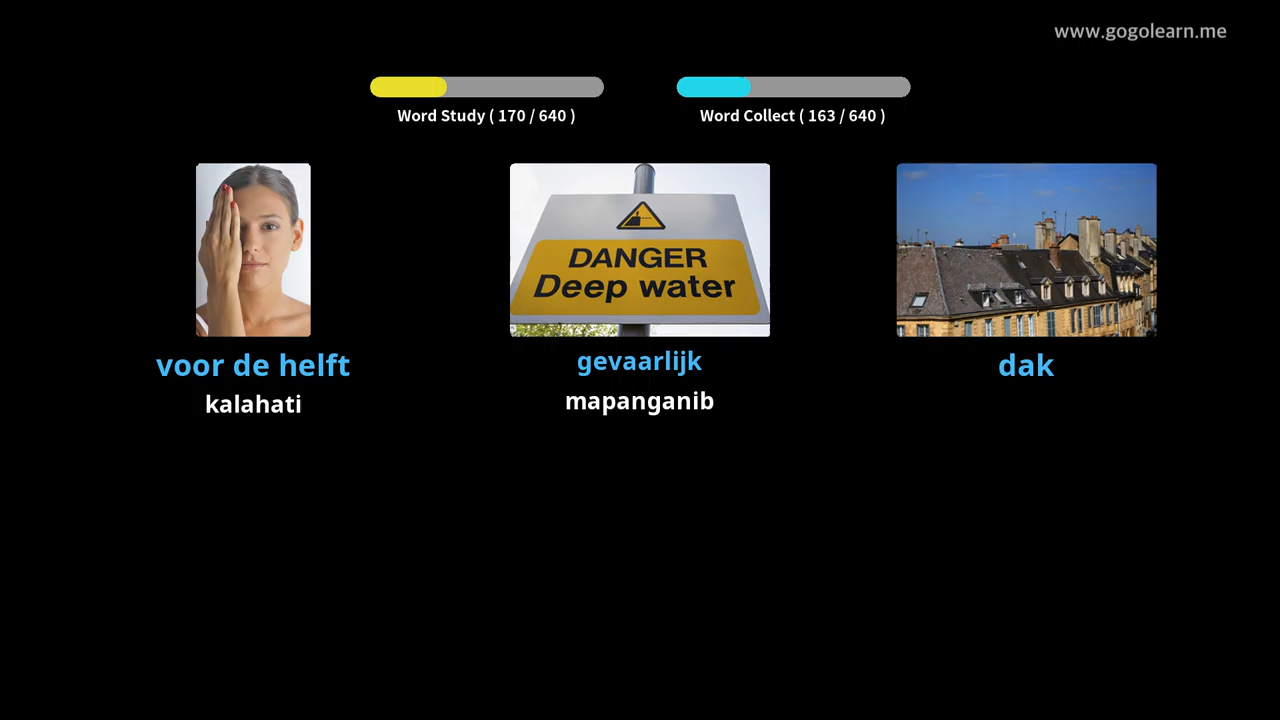 www.gogolearn.me
Word Study ( 170 / 640 )
Word Collect ( 163 / 640 )
DANGER
Deep water
voor de helft
kalahati
gevaarlijk
mapanganib
dak